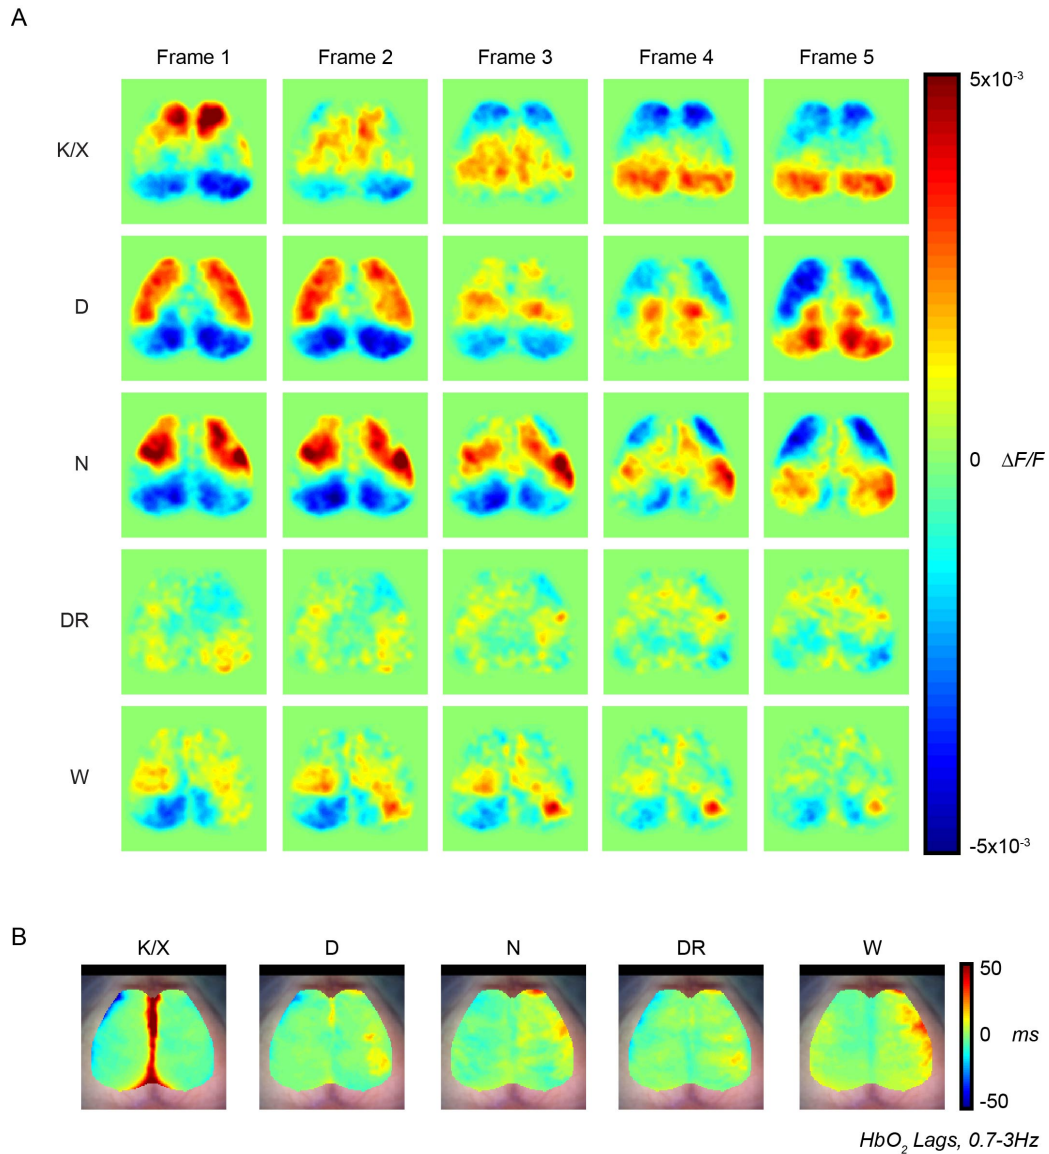 A
Frame 1 Frame 2 Frame 3 Frame 4 Frame 5
5x10⁻³
K/X
D
N
0 ΔF/F
DR
W
-5x10⁻³
B
K/X D N DR W
50
0 ms
-50
HbO₂ Lags, 0.7-3Hz